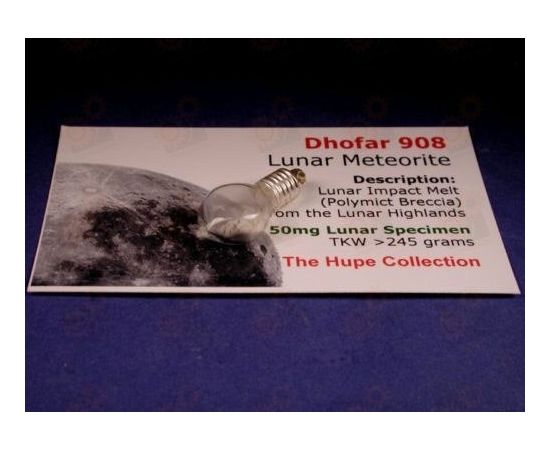 Dhofar 908
Lunar Meteorite
Description:
Lunar Impact Melt
(Polymict Breccia)
om the Lunar Highlands
50mg Lunar Specimen
TKW >245 grams
The Hupe Collection